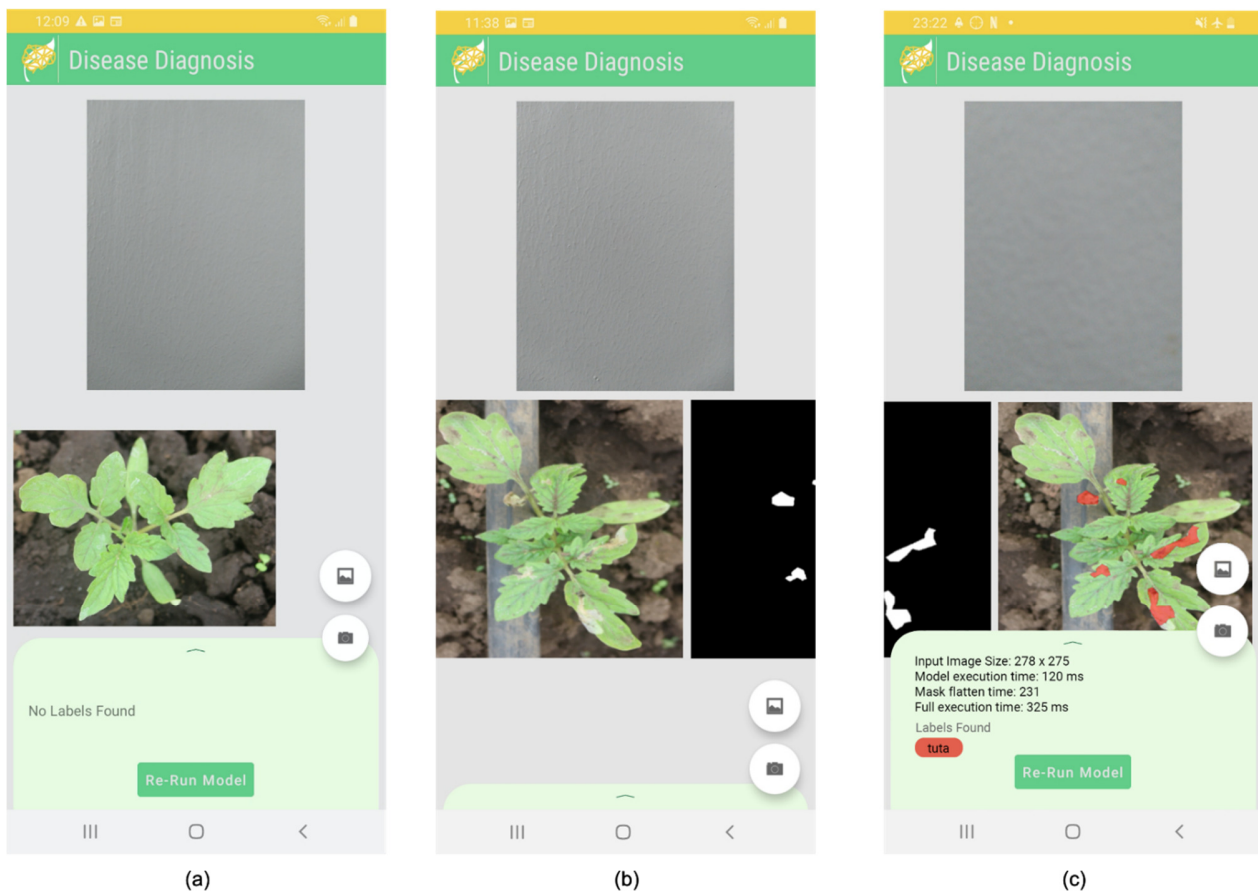 12:09
Disease Diagnosis
No Labels Found
Re-Run Model
(a)
11:38
Disease Diagnosis
(b)
23:22
Disease Diagnosis
Input Image Size: 278 x 275
Model execution time: 120 ms
Mask flatten time: 231
Full execution time: 325 ms
Labels Found
tuta
Re-Run Model
(c)